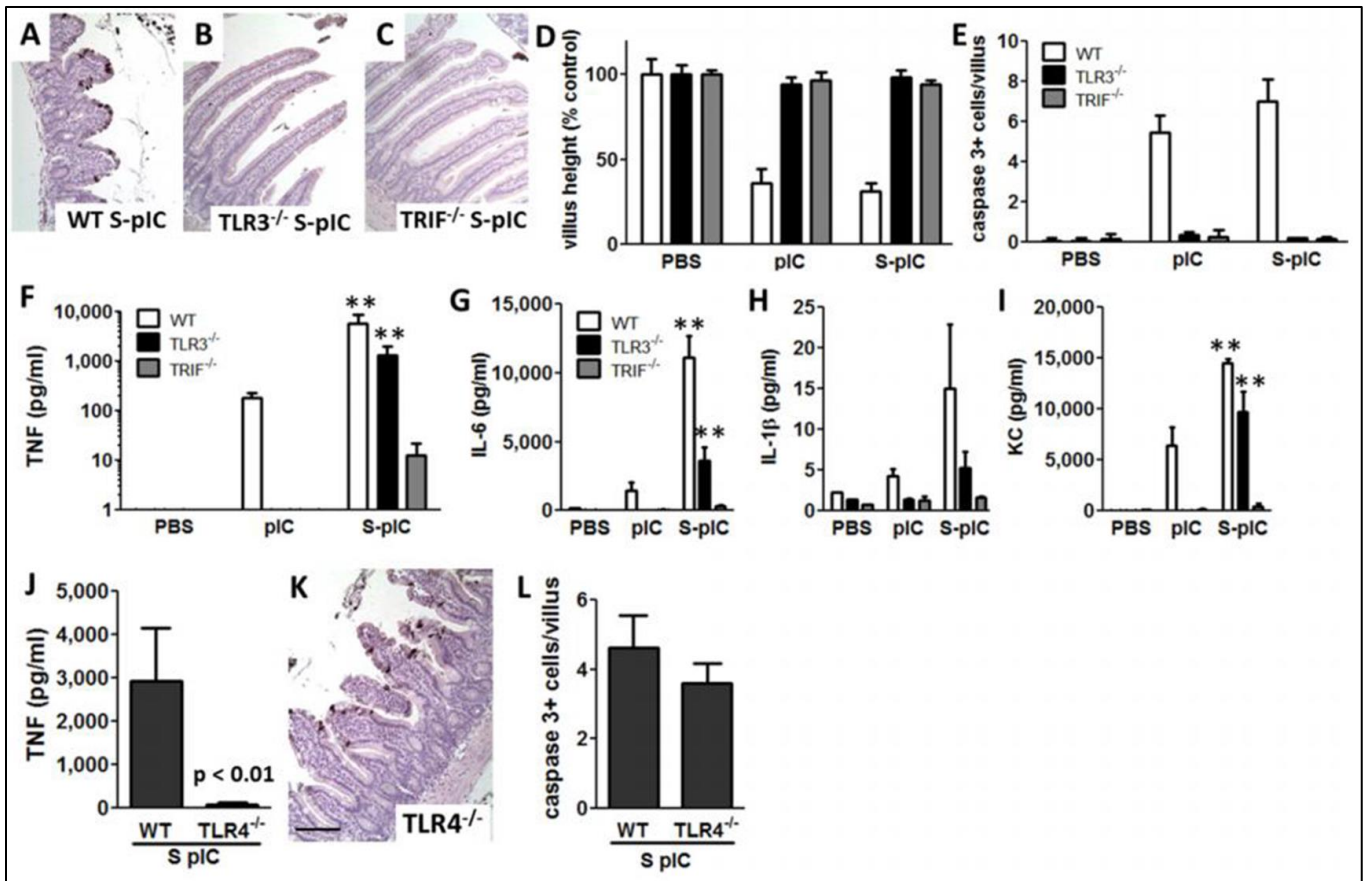 A
WT S-pIC
B
TLR3-/- S-pIC
C
TRIF-/- S-pIC
D
villus height (% control)
100
50
0
PBS pIC S-pIC
E
caspase 3+ cells/villus
10
8
6
4
2
0
WT
TLR3-/-
TRIF-/-
PBS pIC S-pIC
F
TNF (pg/ml)
10,000
1,000
100
10
1
WT
TLR3-/-
TRIF-/-
** **
PBS pIC S-pIC
G
IL-6 (pg/ml)
15,000
10,000
5,000
0
WT
TLR3-/-
TRIF-/-
** **
PBS pIC S-pIC
H
IL-1β (pg/ml)
25
20
15
10
5
0
PBS pIC S-pIC
I
KC (pg/ml)
20,000
15,000
10,000
5,000
0
** **
PBS pIC S-pIC
J
TNF (pg/ml)
5,000
4,000
3,000
2,000
1,000
0
p < 0.01
WT TLR4-/-
S pIC
K
TLR4-/-
L
caspase 3+ cells/villus
6
4
2
0
WT TLR4-/-
S pIC